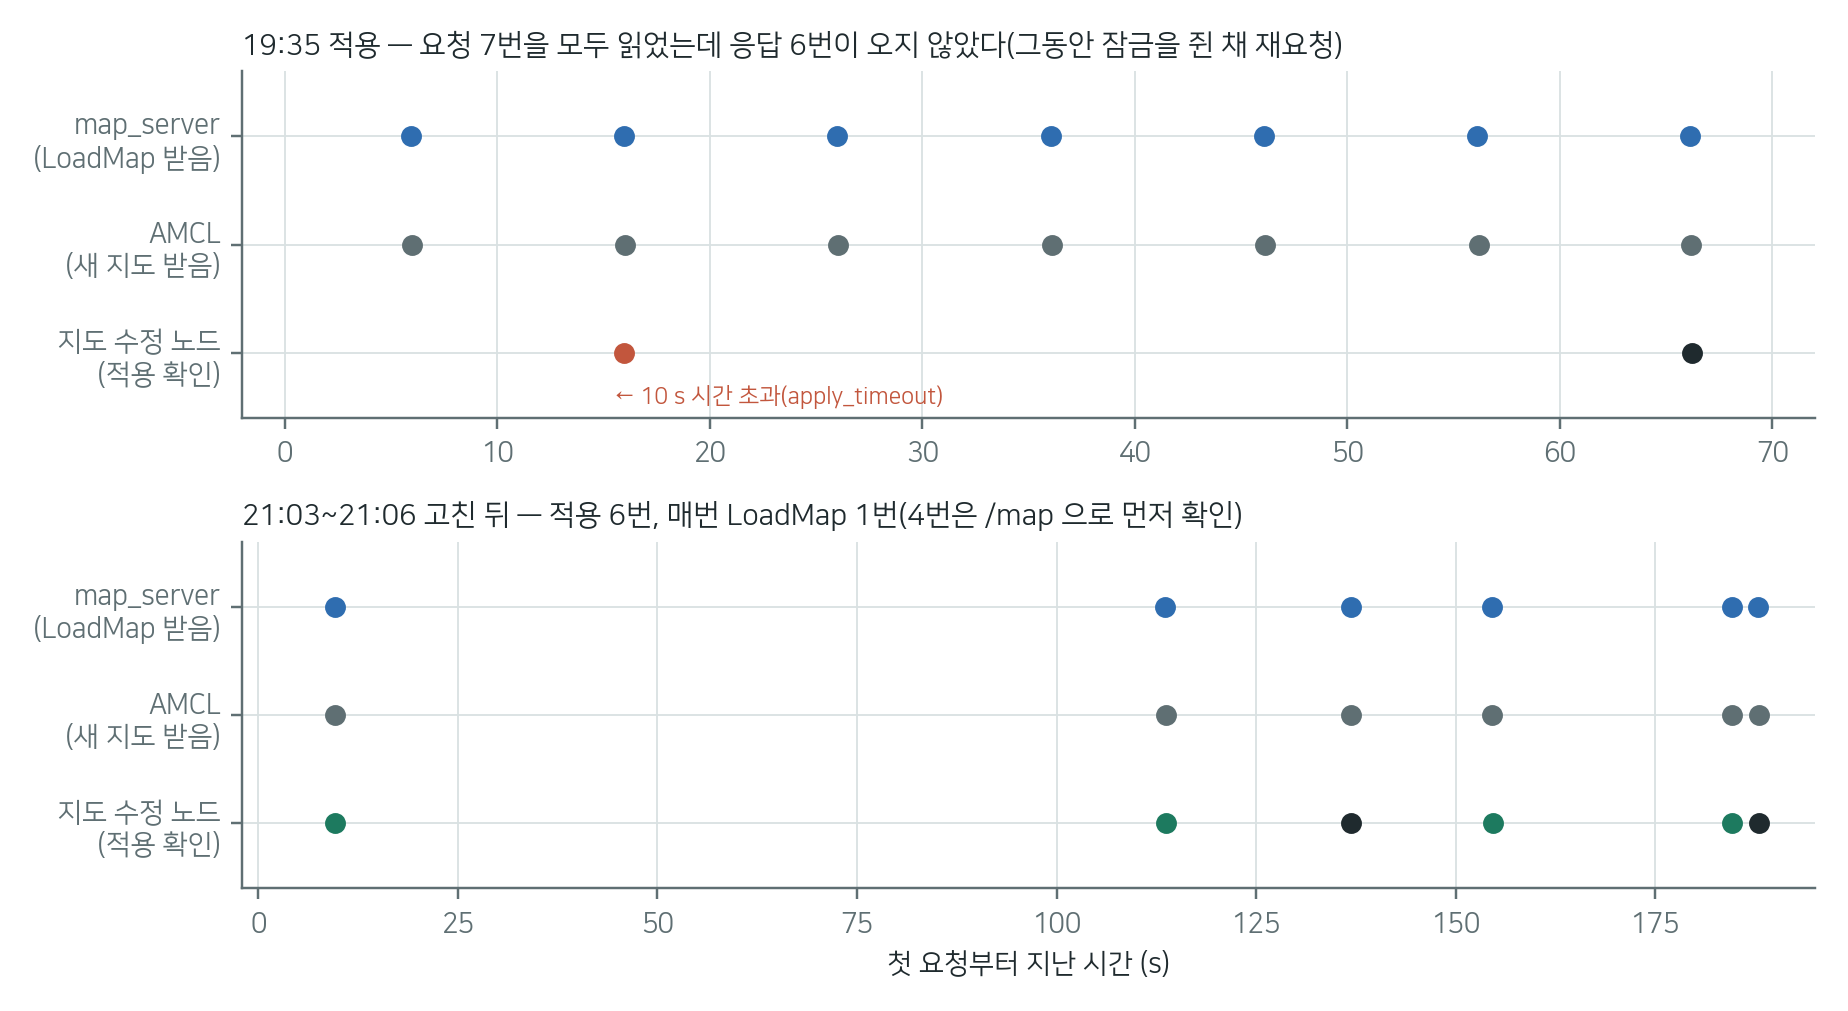 19:35 적용 — 요청 7번을 모두 읽었는데 응답 6번이 오지 않았다(그동안 잠금을 쥔 채 재요청)
map_server
(LoadMap 받음)
AMCL
(새 지도 받음)
지도 수정 노드
(적용 확인)
← 10 s 시간 초과(apply_timeout)
0 10 20 30 40 50 60 70
21:03~21:06 고친 뒤 — 적용 6번, 매번 LoadMap 1번(4번은 /map 으로 먼저 확인)
map_server
(LoadMap 받음)
AMCL
(새 지도 받음)
지도 수정 노드
(적용 확인)
0 25 50 75 100 125 150 175
첫 요청부터 지난 시간 (s)